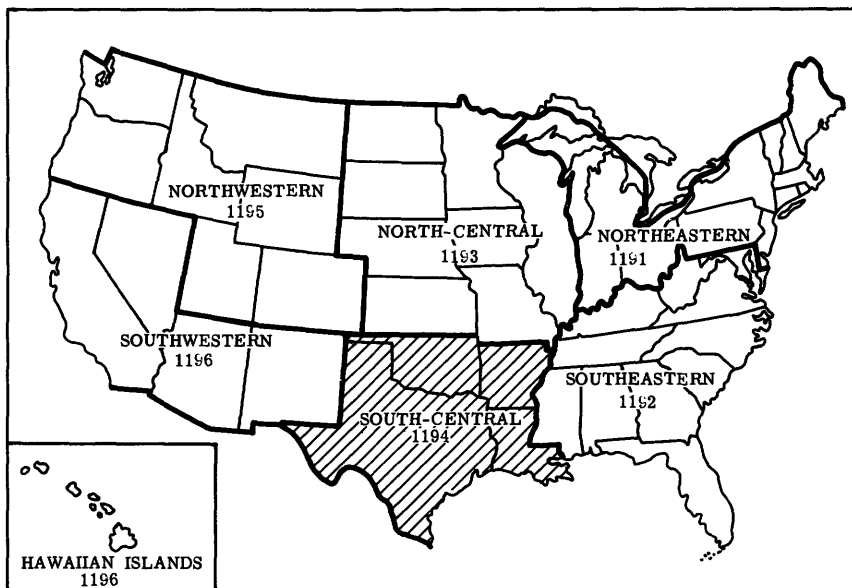 NORTHWESTERN
1195
NORTH-CENTRAL
1193
NORTHEASTERN
1191
SOUTHWESTERN
1196
SOUTHEASTERN
1192
SOUTH-CENTRAL
1194
HAWAIIAN ISLANDS
1196